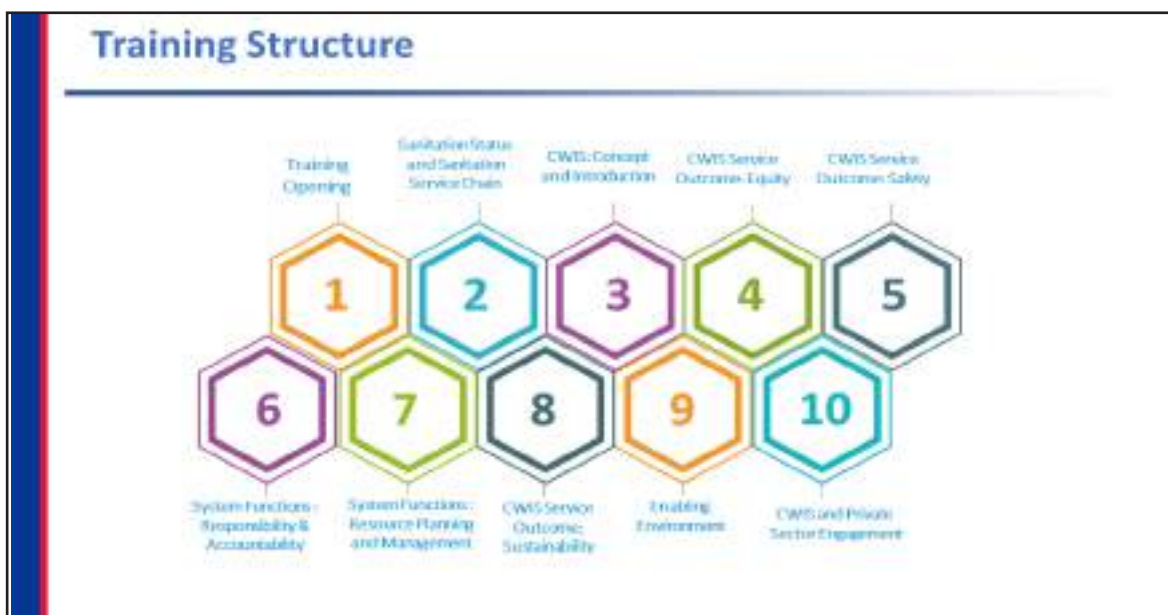 Training Structure
Training
Opening
Sanitation Status
and Sanitation
Service Chain
CWIS: Concept
and Introduction
CWIS Service
Outcome- Equity
CWIS Service
Outcome- Safety
1
2
3
4
5
6
7
8
9
10
System Functions :
Responsibility &
Accountability
System Functions :
Resource Planning
and Management
CWIS Service
Outcome:
Sustainability
Enabling
Environment
CWIS and Private
Sector Engagement